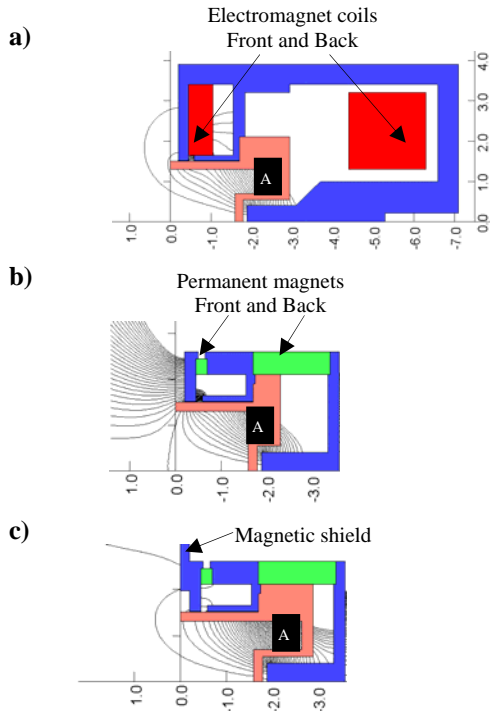 a)
Electromagnet coils
Front and Back
A
4.0
3.0
2.0
1.0
0.0
1.0
0.0
-1.0
-2.0
-3.0
-4.0
-5.0
-6.0
-7.0
b)
Permanent magnets
Front and Back
A
1.0
0.0
-1.0
-2.0
-3.0
c)
Magnetic shield
A
1.0
0.0
-1.0
-2.0
-3.0